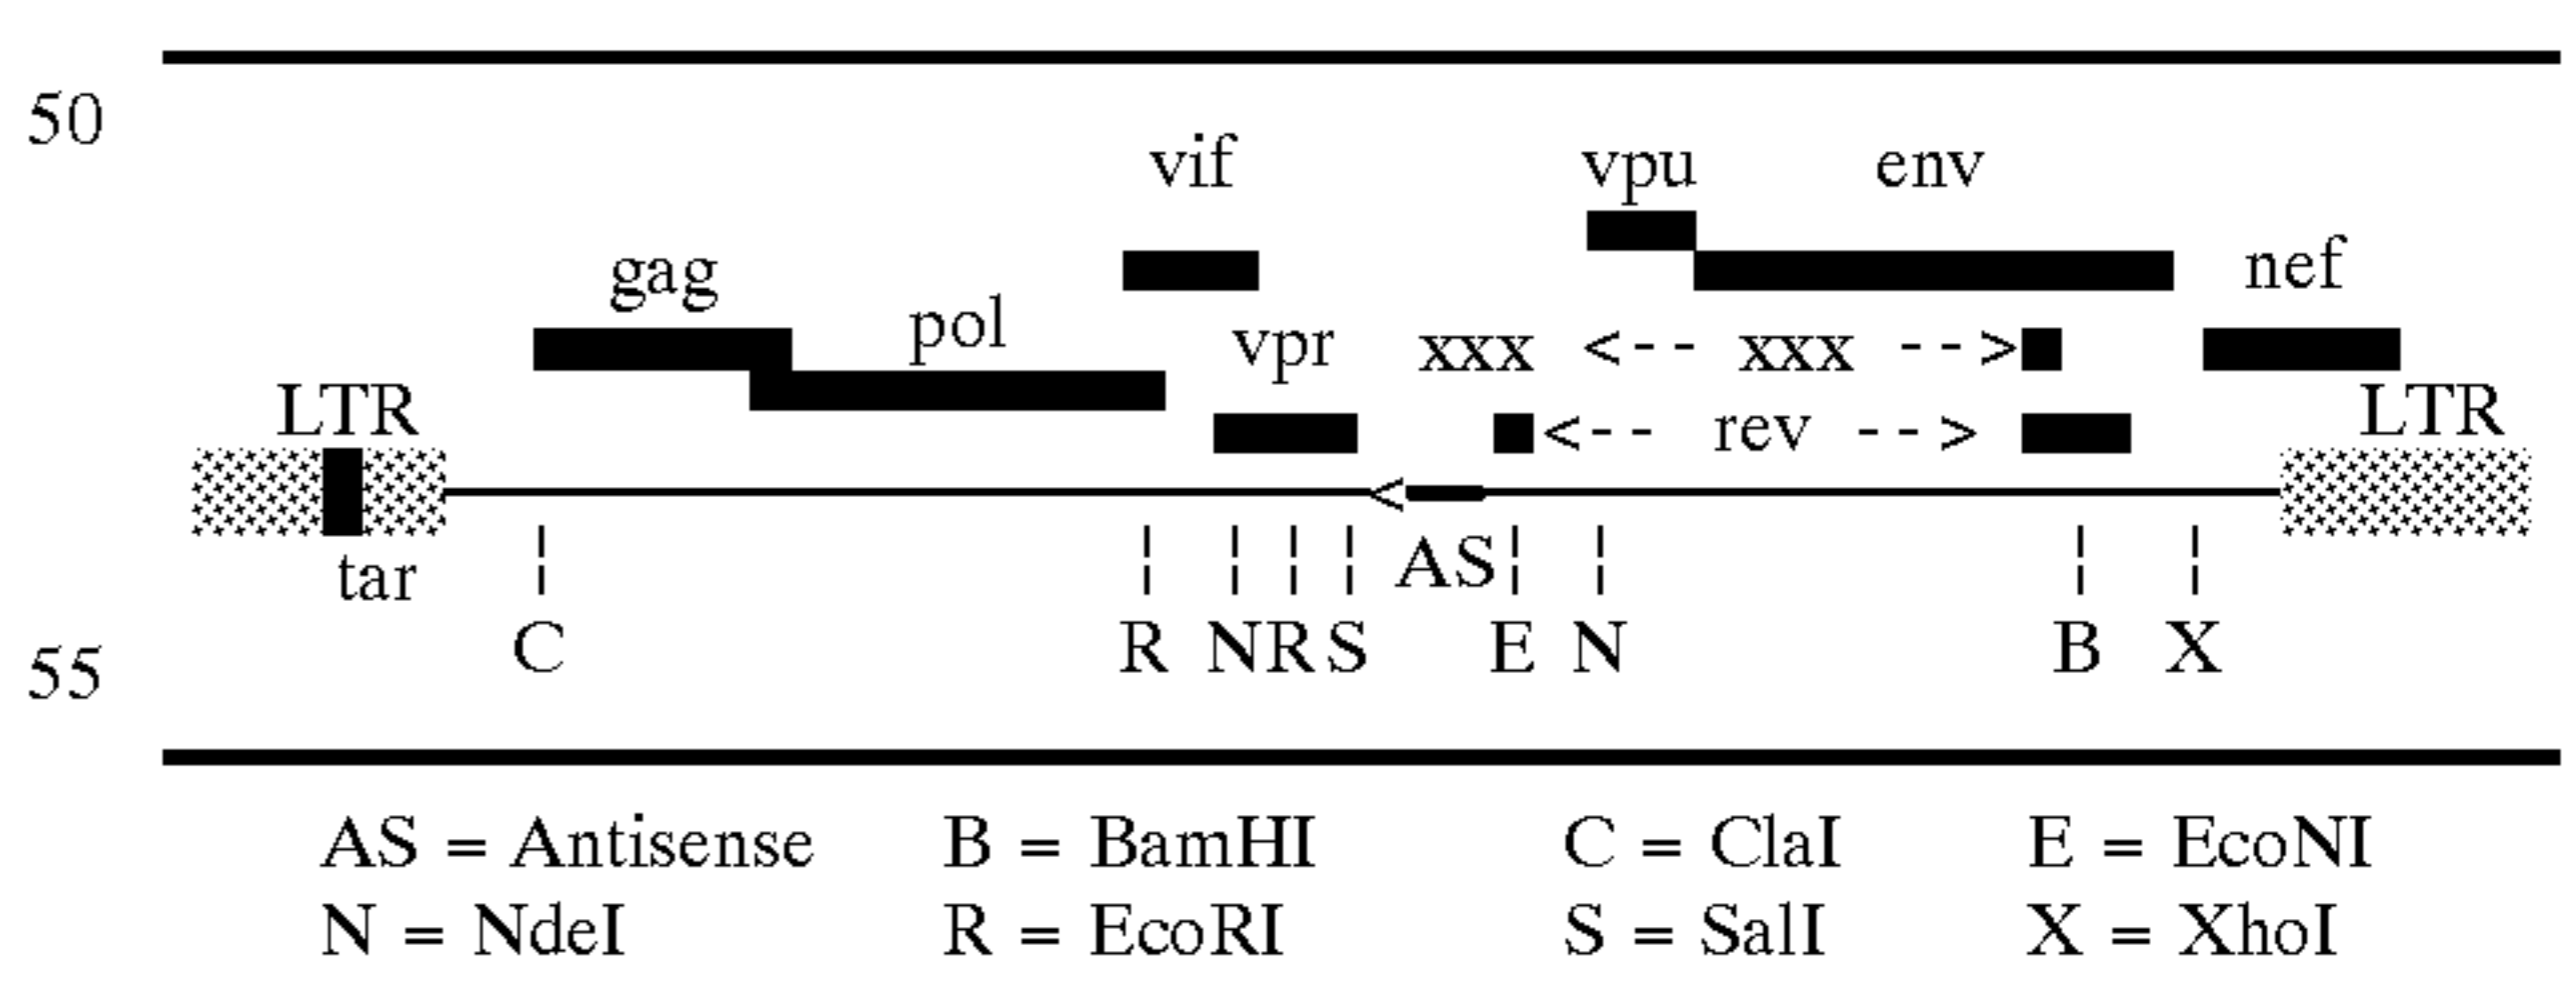 50
vif vpu env
gag pol vpr xxx <-- xxx --> nef
LTR <-- rev --> LTR
<
tar AS
C R N R S E N B X
55
AS = Antisense B = BamHI C = ClaI E = EcoNI
N = NdeI R = EcoRI S = SalI X = XhoI